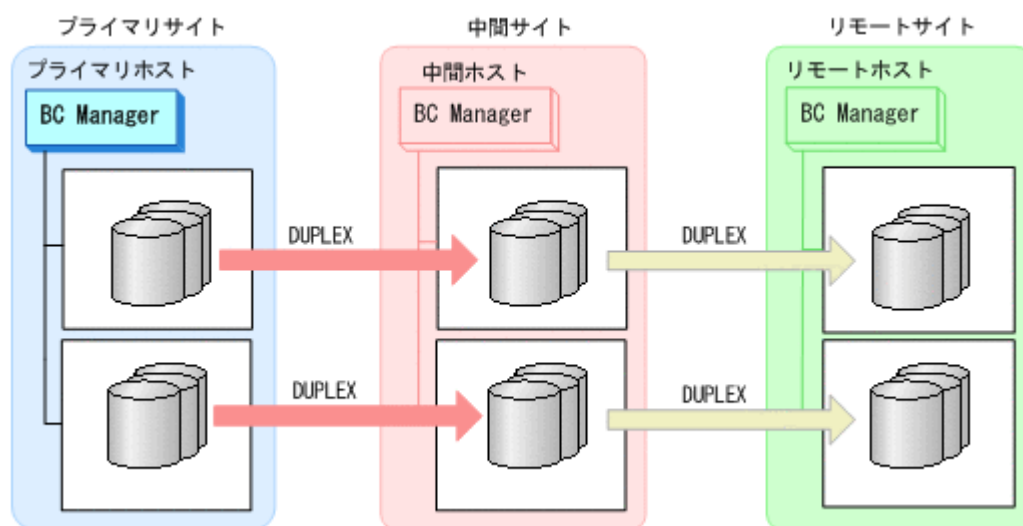 プライマリサイト
中間サイト
リモートサイト
プライマリホスト
中間ホスト
リモートホスト
BC Manager
BC Manager
BC Manager
DUPLEX
DUPLEX
DUPLEX
DUPLEX